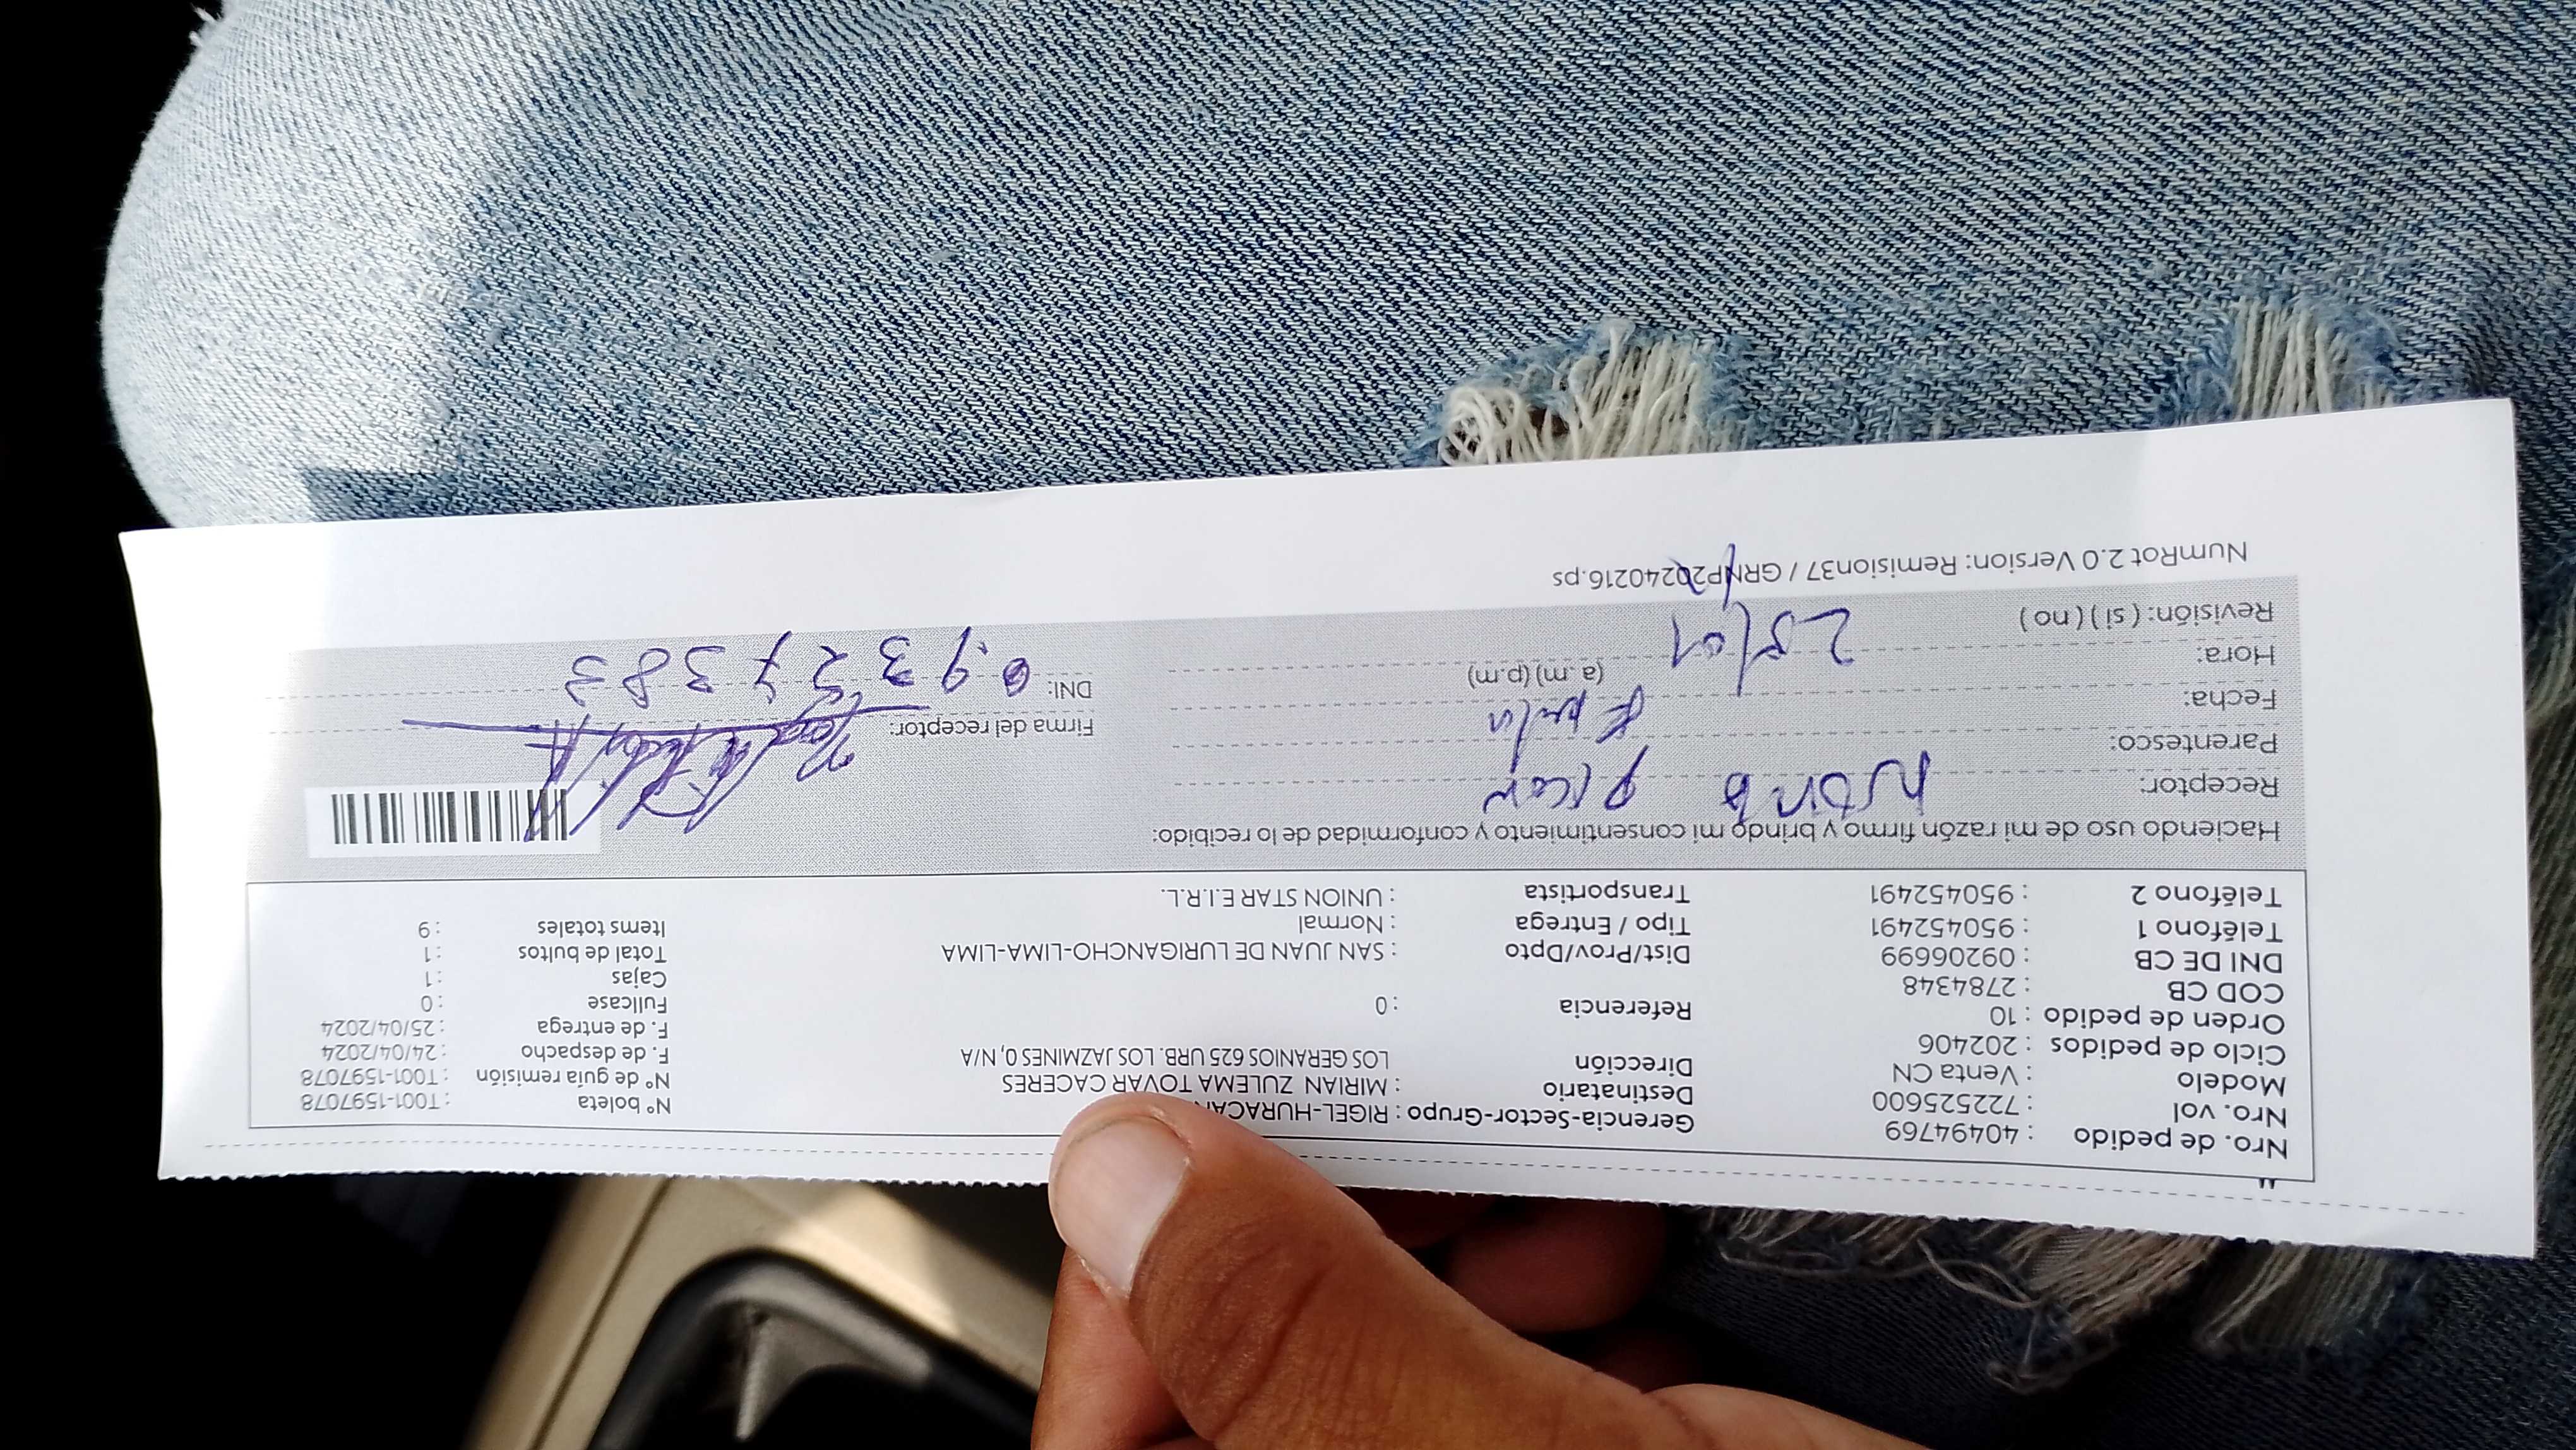 Nro. de pedido : 40494769
Nro. vol : 722525600
Modelo : Venta CN
Ciclo de pedidos : 202406
Orden de pedido : 10
COD CB : 2784348
DNI DE CB : 09206699
Teléfono 1 : 950452491
Teléfono 2 : 950452491
Gerencia-Sector-Grupo : RIGEL-HURACAN
Destinatario : MIRIAN ZULEMA TOVAR CACERES
Dirección LOS GERANIOS 625 URB. LOS JAZMINES 0, N/A
Referencia : 0
Dist/Prov/Dpto : SAN JUAN DE LURIGANCHO-LIMA-LIMA
Tipo / Entrega : Normal
Transportista : UNION STAR E.I.R.L.
N° boleta : T001-1597078
N° de guía remisión : T001-1597078
F. de despacho : 24/04/2024
F. de entrega : 25/04/2024
Fullcase : 0
Cajas : 1
Total de bultos : 1
Items totales : 9
Haciendo uso de mi razón firmo y brindo mi consentimiento y conformidad de lo recibido:
Receptor:
Parentesco:
Fecha:
Hora: (a.m) (p.m)
Revisión: ( si ) ( no )
Firma del receptor:
DNI:
NumRot 2.0 Version: Remision37 / GRNP20240216.ps